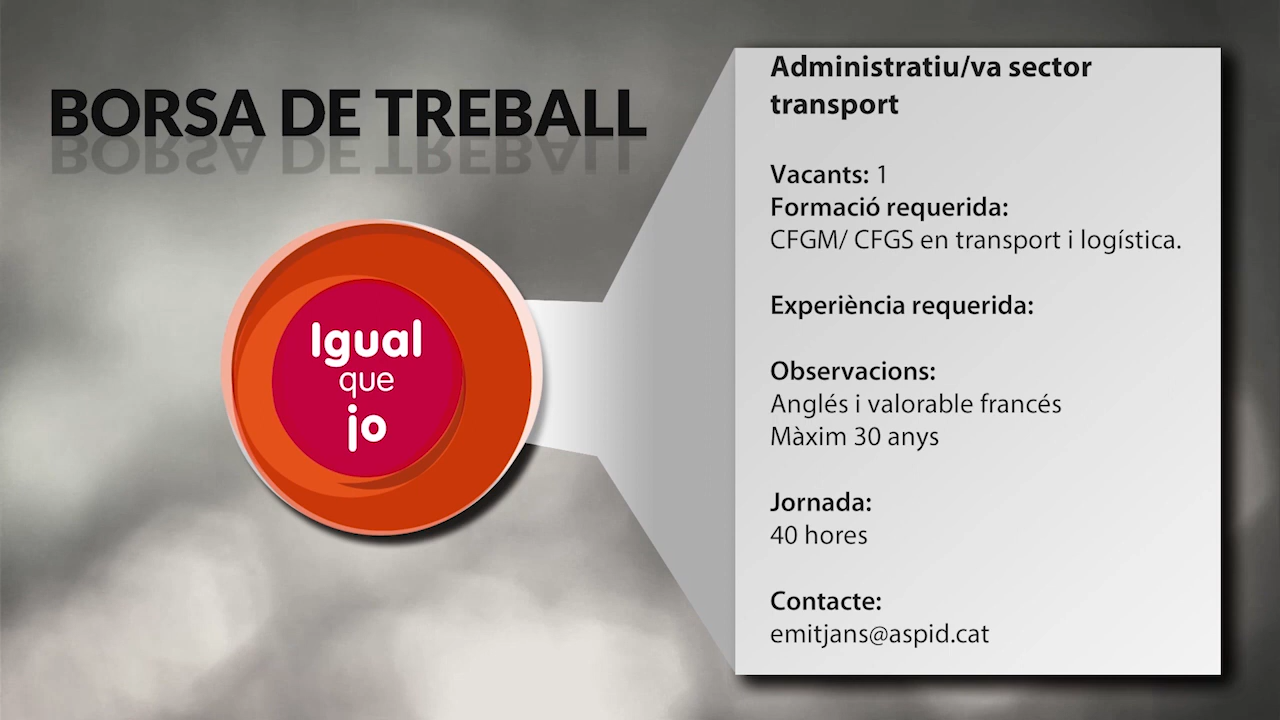 BORSA DE TREBALL
Igual
que
jo
Administratiu/va sector
transport
Vacants: 1
Formació requerida:
CFGM/ CFGS en transport i logística.
Experiència requerida:
Observacions:
Anglés i valorable francés
Màxim 30 anys
Jornada:
40 hores
Contacte:
emitjans@aspid.cat